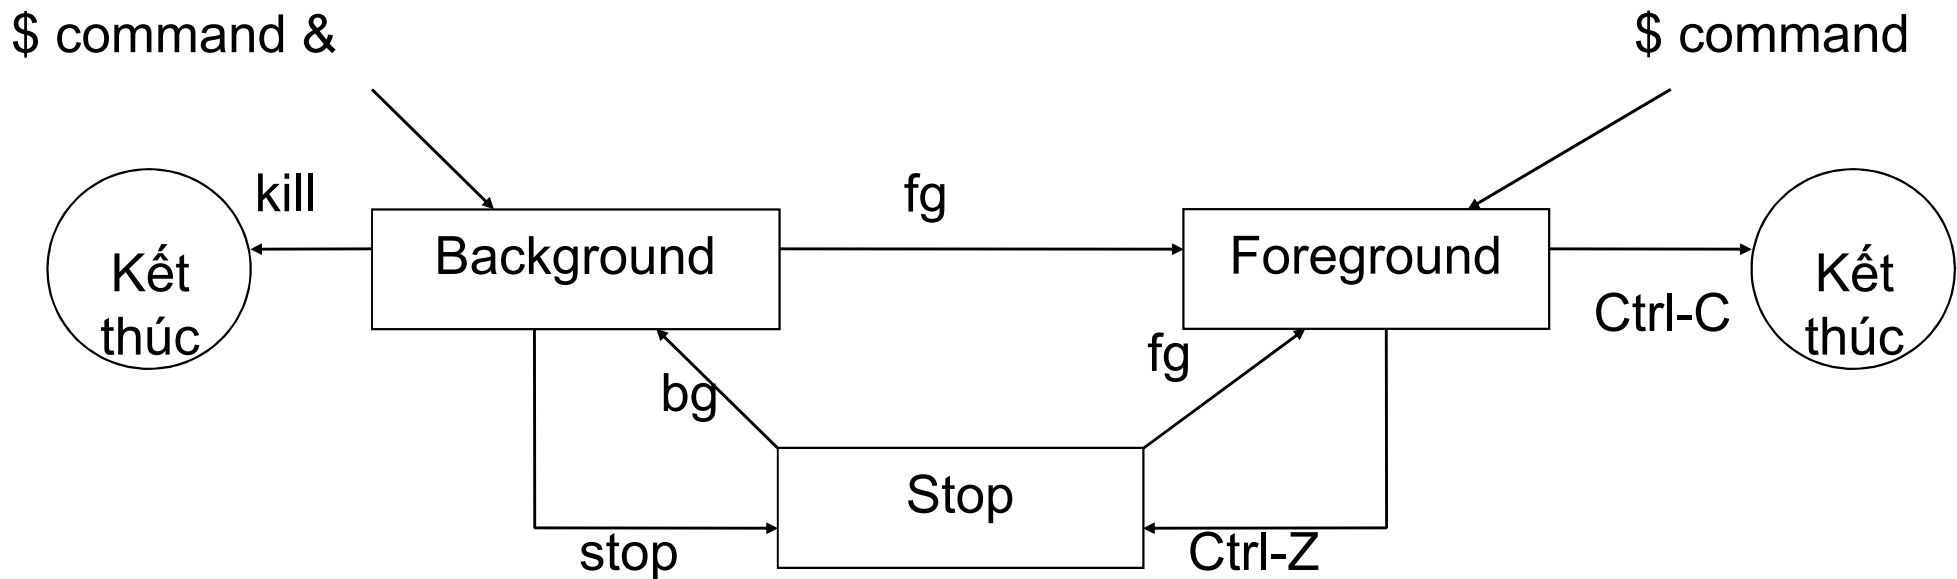 $ command &
$ command
kill
fg
Background
Foreground
Kết
thúc
Kết
thúc
Ctrl-C
fg
bg
Stop
stop
Ctrl-Z